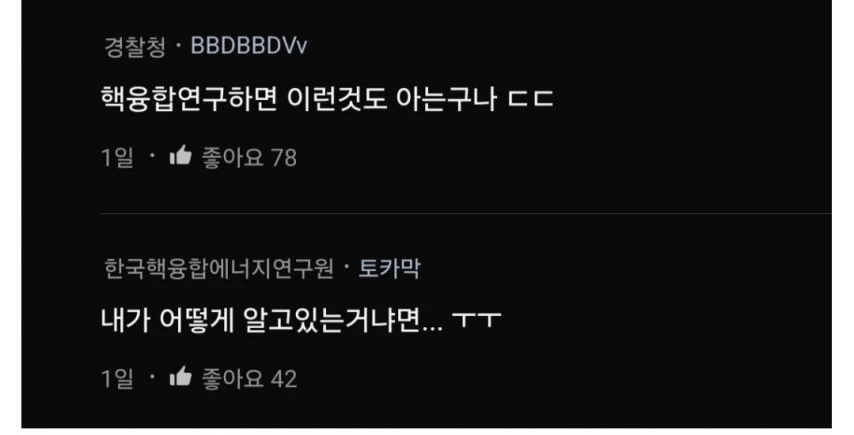 경찰청 · BBDBBDVv
핵융합연구하면 이런것도 아는구나 ㄷㄷ
1일 · 좋아요 78
한국핵융합에너지연구원 · 토카막
내가 어떻게 알고있는거냐면... ㅜㅜ
1일 · 좋아요 42